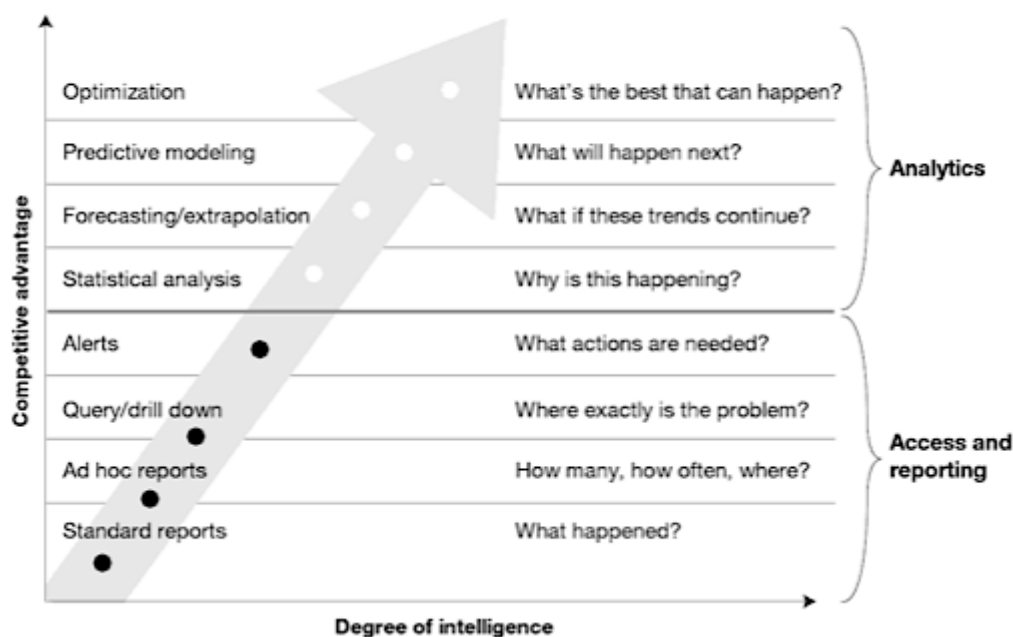 Competitive advantage
Optimization
What's the best that can happen?
Predictive modeling
What will happen next?
Analytics
Forecasting/extrapolation
What if these trends continue?
Statistical analysis
Why is this happening?
Alerts
What actions are needed?
Query/drill down
Where exactly is the problem?
Access and
reporting
Ad hoc reports
How many, how often, where?
Standard reports
What happened?
Degree of intelligence